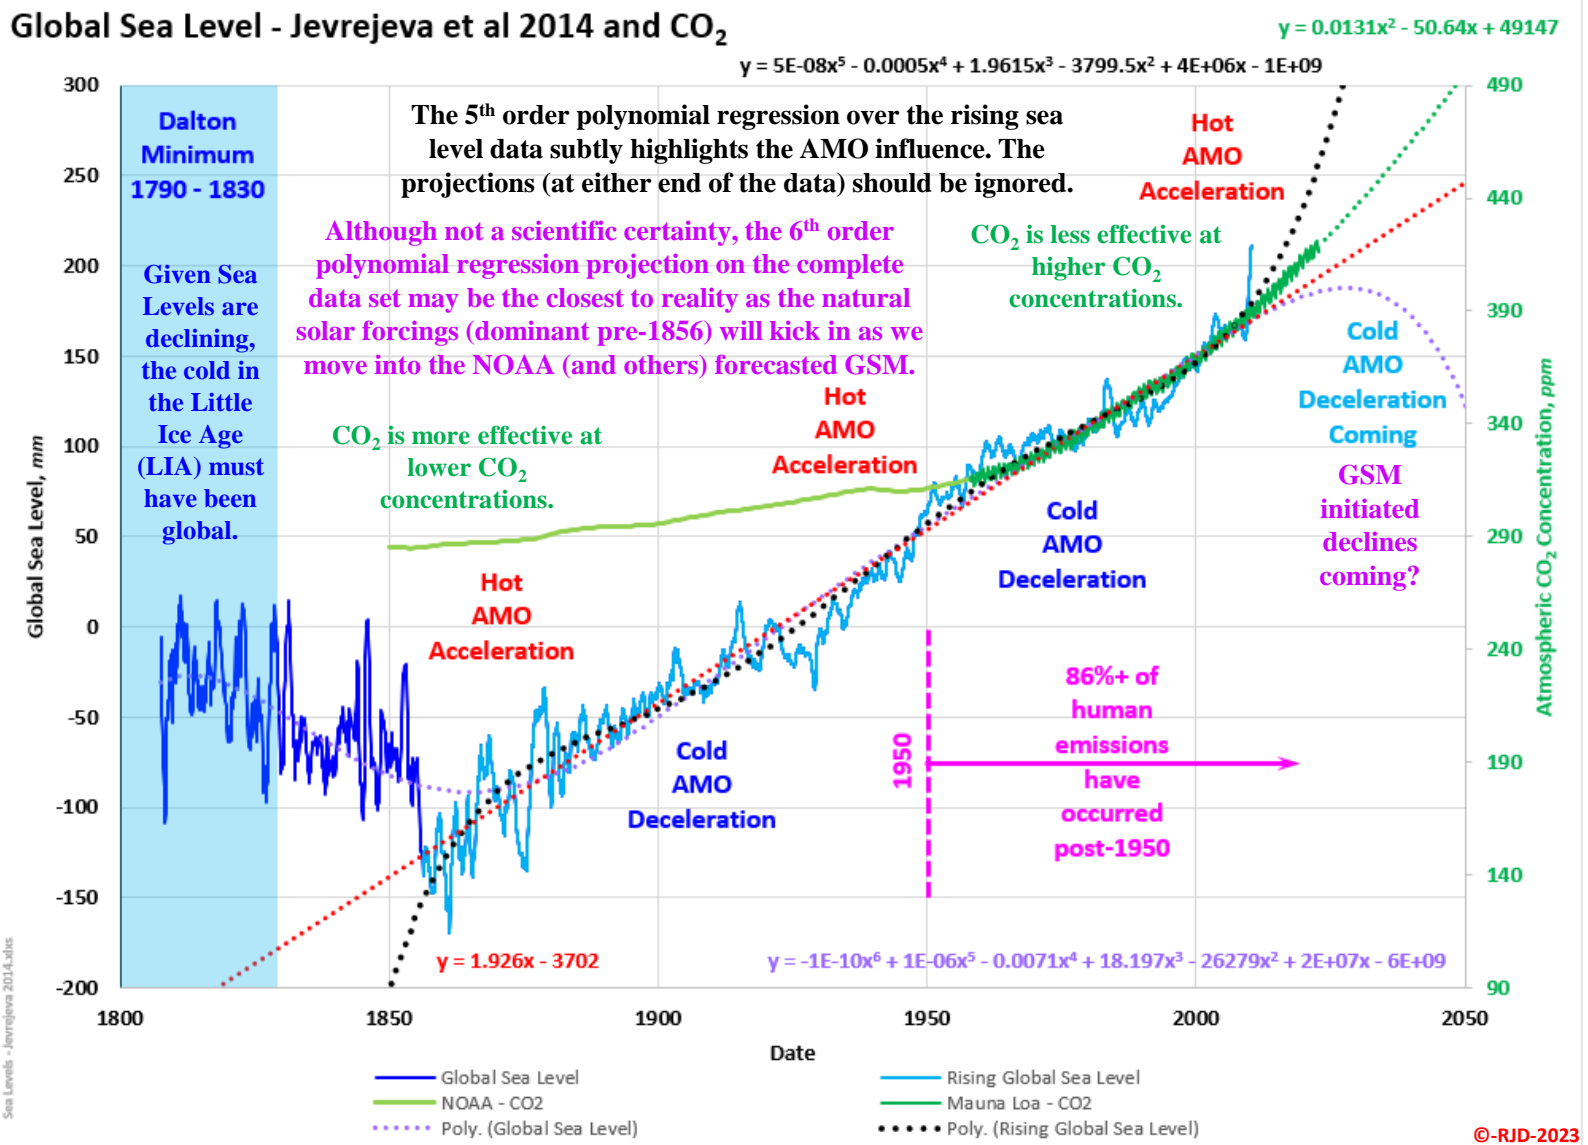 Global Sea Level - Jevrejeva et al 2014 and CO₂
y = 0.0131x² - 50.64x + 49147
y = 5E-08x⁵ - 0.0005x⁴ + 1.9615x³ - 3799.5x² + 4E+06x - 1E+09
300
250
200
150
100
50
0
-50
-100
-150
-200
Global Sea Level, mm
Dalton
Minimum
1790 - 1830
Given Sea
Levels are
declining,
the cold in
the Little
Ice Age
(LIA) must
have been
global.
The 5th order polynomial regression over the rising sea
level data subtly highlights the AMO influence. The
projections (at either end of the data) should be ignored.
Although not a scientific certainty, the 6th order
polynomial regression projection on the complete
data set may be the closest to reality as the natural
solar forcings (dominant pre-1856) will kick in as we
move into the NOAA (and others) forecasted GSM.
CO₂ is more effective at
lower CO₂
concentrations.
Hot
AMO
Acceleration
Hot
AMO
Acceleration
Hot
AMO
Acceleration
CO₂ is less effective at
higher CO₂
concentrations.
Cold
AMO
Deceleration
Coming
GSM
initiated
declines
coming?
Cold
AMO
Deceleration
Cold
AMO
Deceleration
1950
86%+ of
human
emissions
have
occurred
post-1950
y = 1.926x - 3702
y = -1E-10x⁶ + 1E-06x⁵ - 0.0071x⁴ + 18.197x³ - 26279x² + 2E+07x - 6E+09
490
440
390
340
290
240
190
140
90
Atmospheric CO₂ Concentration, ppm
1800
1850
1900
1950
2000
2050
Date
Global Sea Level
Rising Global Sea Level
NOAA - CO2
Mauna Loa - CO2
Poly. (Global Sea Level)
Poly. (Rising Global Sea Level)
Sea Levels - Jevrejeva 2014.xlxs
©-RJD-2023